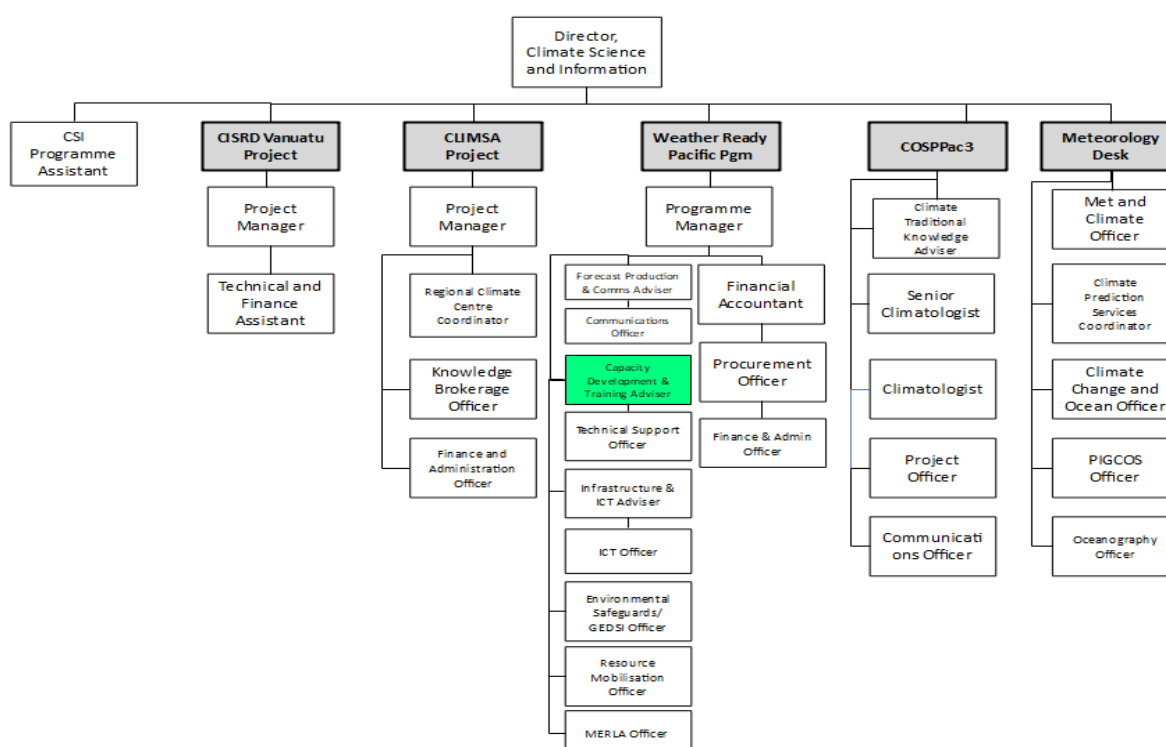 Director,
Climate Science
and Information
CSI
Programme
Assistant
CISRD Vanuatu
Project
Project
Manager
Technical and
Finance
Assistant
CLIMSA
Project
Project
Manager
Regional Climate
Centre
Coordinator
Knowledge
Brokerage
Officer
Finance and
Administration
Officer
Weather Ready
Pacific Pgm
Programme
Manager
Forecast Production
& Comms Adviser
Communications
Officer
Capacity
Development &
Training Adviser
Technical Support
Officer
Infrastructure &
ICT Adviser
ICT Officer
Environmental
Safeguards/
GEDSI Officer
Resource
Mobilisation
Officer
MERLA Officer
Financial
Accountant
Procurement
Officer
Finance & Admin
Officer
COSPPac3
Climate
Traditional
Knowledge
Adviser
Senior
Climatologist
Climatologist
Project
Officer
Communicati
ons Officer
Meteorology
Desk
Met and
Climate
Officer
Climate
Prediction
Services
Coordinator
Climate
Change and
Ocean Officer
PIGCOS
Officer
Oceanography
Officer